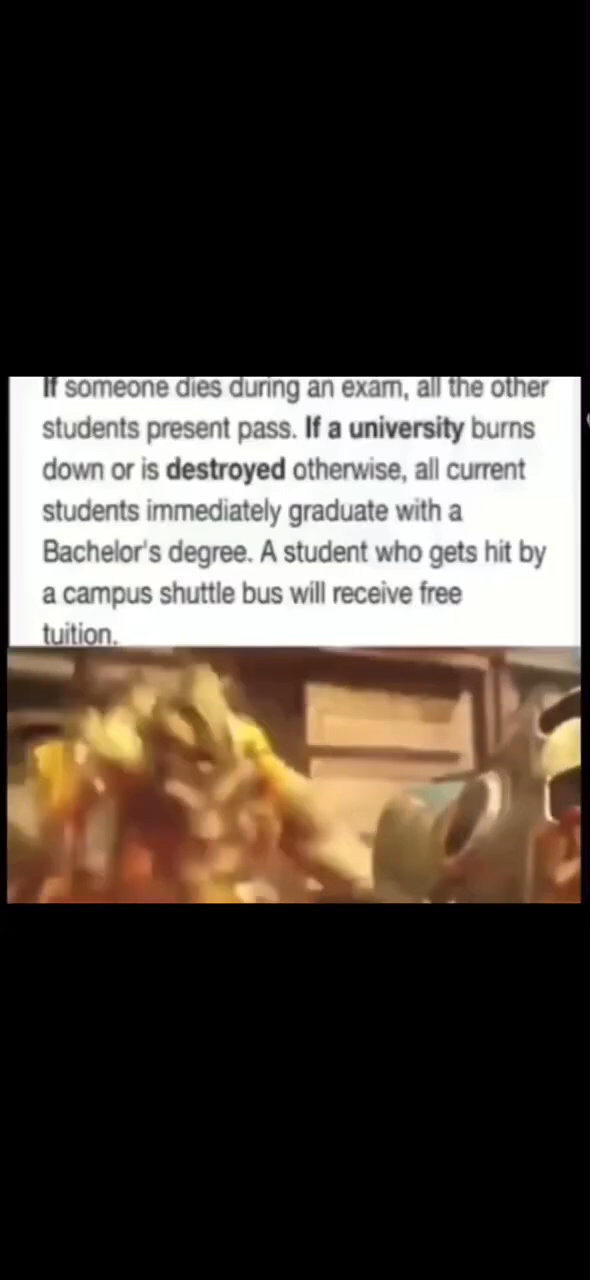 If someone dies during an exam, all the other
students present pass. If a university burns
down or is destroyed otherwise, all current
students immediately graduate with a
Bachelor's degree. A student who gets hit by
a campus shuttle bus will receive free
tuition.